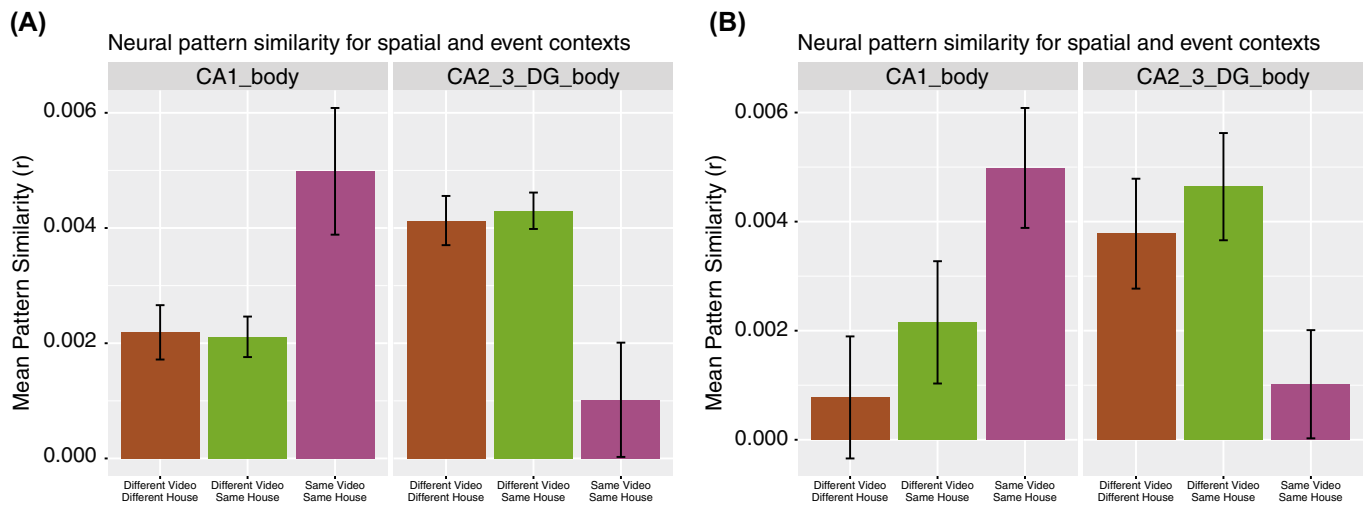 (A)
Neural pattern similarity for spatial and event contexts
CA1_body
CA2_3_DG_body
Mean Pattern Similarity (r)
0.006
0.004
0.002
0.000
Different Video
Different House
Different Video
Same House
Same Video
Same House
Different Video
Different House
Different Video
Same House
Same Video
Same House
(B)
Neural pattern similarity for spatial and event contexts
CA1_body
CA2_3_DG_body
Mean Pattern Similarity (r)
0.006
0.004
0.002
0.000
Different Video
Different House
Different Video
Same House
Same Video
Same House
Different Video
Different House
Different Video
Same House
Same Video
Same House